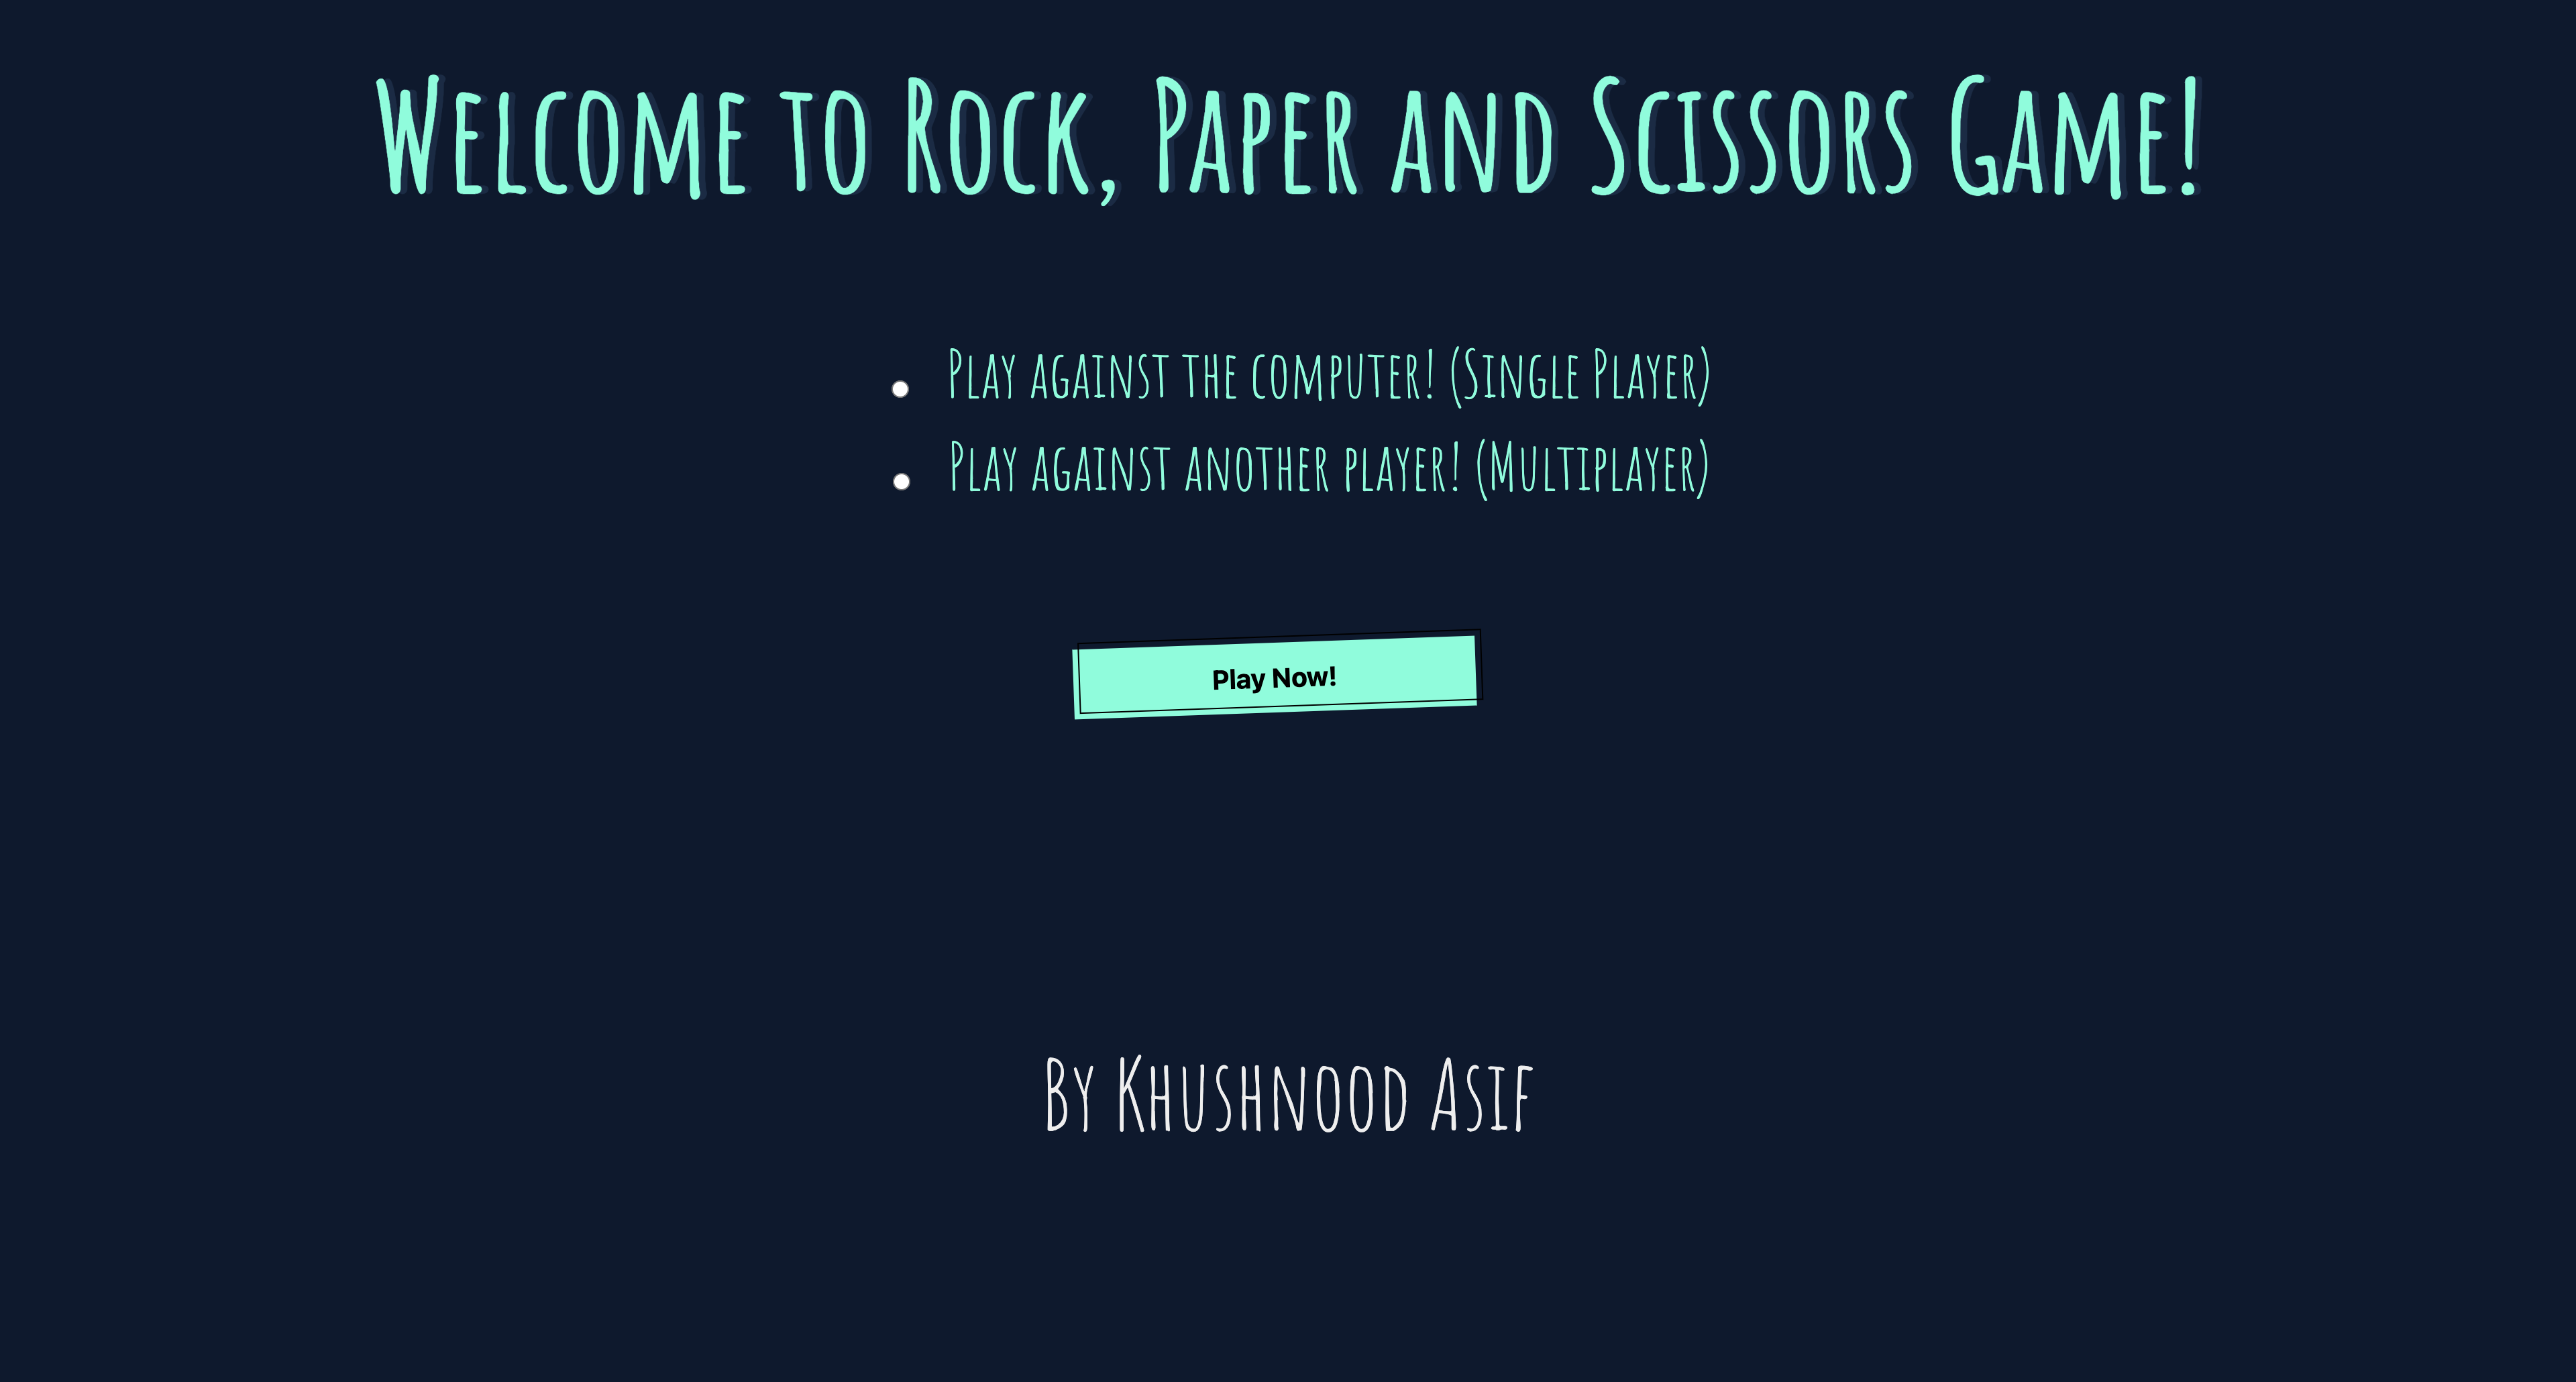 Welcome to Rock, Paper and Scissors Game!
Play against the computer! (Single Player)
Play against another player! (Multiplayer)
Play Now!
By Khushnood Asif